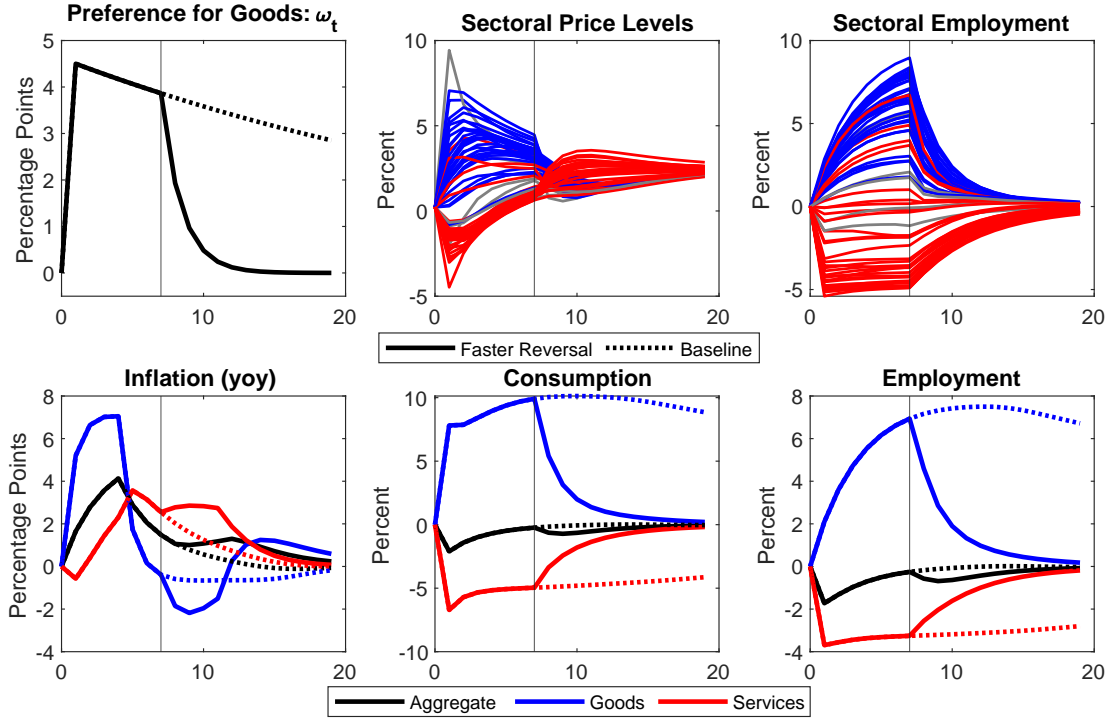 Preference for Goods: ωt
Percentage Points
5
4
3
2
1
0
0 10 20
Sectoral Price Levels
Percent
10
5
0
-5
0 10 20
Sectoral Employment
Percent
10
5
0
-5
0 10 20
Faster Reversal Baseline
Inflation (yoy)
Percentage Points
8
6
4
2
0
-2
-4
0 10 20
Consumption
Percent
10
5
0
-5
-10
0 10 20
Employment
Percent
8
6
4
2
0
-2
-4
0 10 20
Aggregate Goods Services